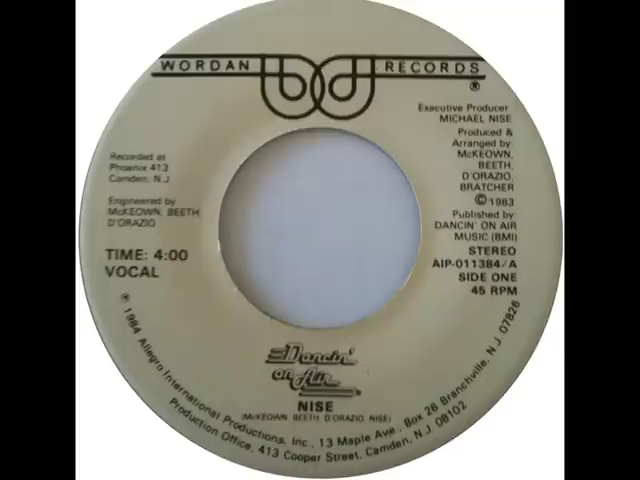 WORDAN RECORDS
®
Executive Producer
MICHAEL NISE
Produced &
Arranged by:
McKEOWN,
BEETH,
D'ORAZIO,
BRATCHER
©1983
Published by:
DANCIN' ON AIR
MUSIC (BMI)
STEREO
AIP-011384/A
SIDE ONE
45 RPM
Recorded at
Phoenix 413
Camden, N.J
Engineered by
McKEOWN, BEETH
D'ORAZIO
TIME: 4:00
VOCAL
Dancin'
on Air
NISE
(McKEOWN BEETH D'ORAZIO NISE)
℗ 1984 Allegro International Productions, Inc., 13 Maple Ave., Box 26 Branchville, N.J. 07826
Production Office, 413 Cooper Street, Camden, N.J. 08102